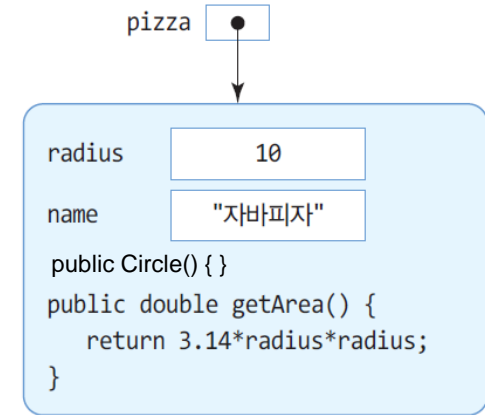 pizza
radius 10
name "자바피자"
public Circle() { }
public double getArea() {
return 3.14*radius*radius;
}